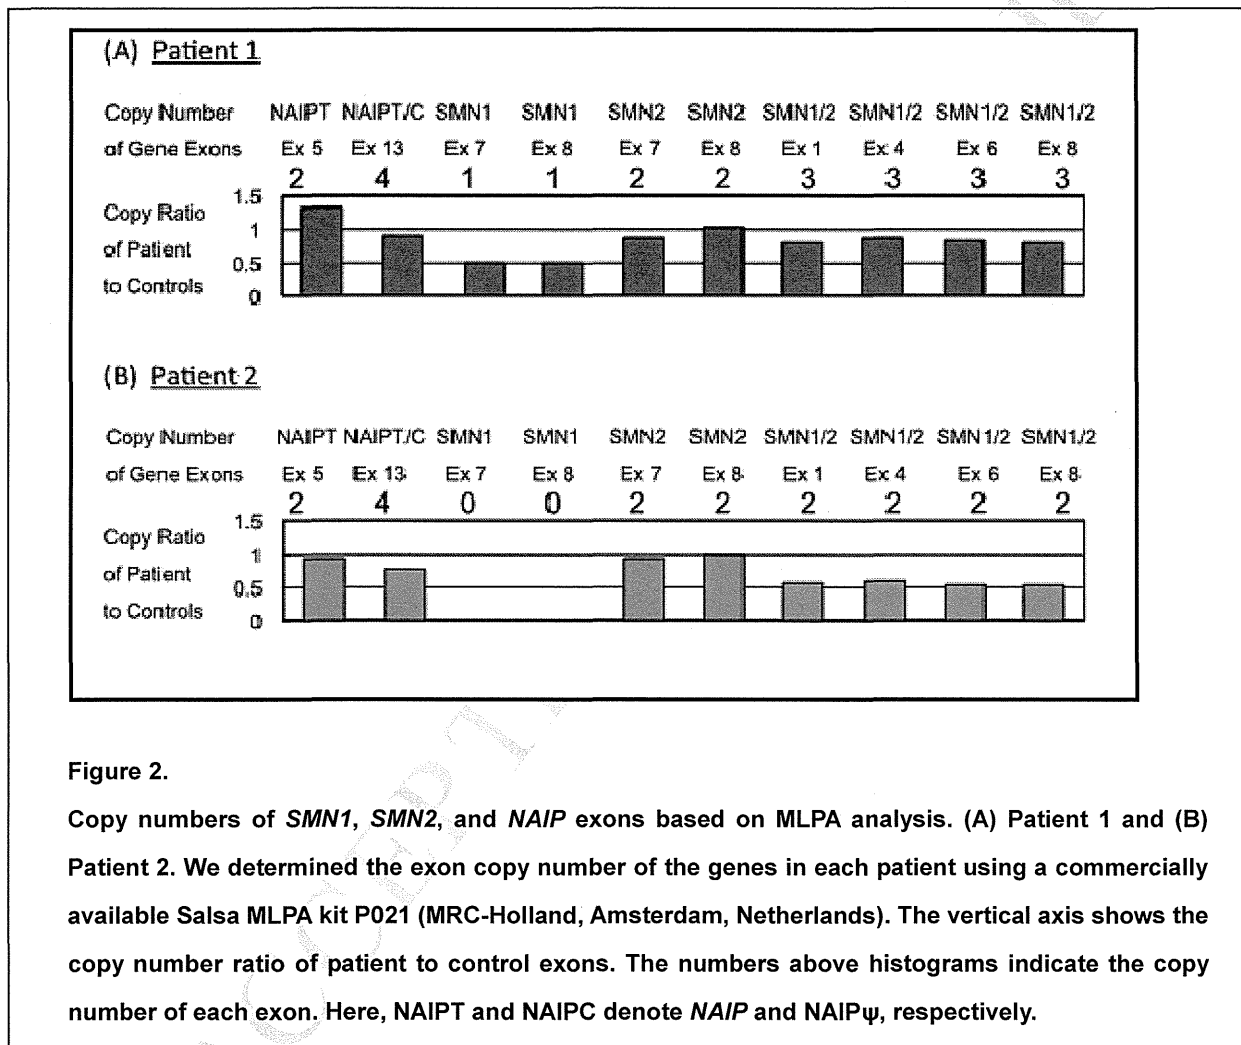 (A) Patient 1
Copy Number NAIPT NAIPT/C SMN1 SMN1 SMN2 SMN2 SMN1/2 SMN1/2 SMN1/2 SMN1/2
of Gene Exons Ex 5 Ex 13 Ex 7 Ex 8 Ex 7 Ex 8 Ex 1 Ex 4 Ex 6 Ex 8
2 4 1 1 2 2 3 3 3 3
1.5
Copy Ratio
1
of Patient
0.5
to Controls
0
(B) Patient 2
Copy Number NAIPT NAIPT/C SMN1 SMN1 SMN2 SMN2 SMN1/2 SMN1/2 SMN1/2 SMN1/2
of Gene Exons Ex 5 Ex 13 Ex 7 Ex 8 Ex 7 Ex 8 Ex 1 Ex 4 Ex 6 Ex 8
2 4 0 0 2 2 2 2 2 2
1.5
Copy Ratio
1
of Patient
0.5
to Controls
0
Figure 2.
Copy numbers of SMN1, SMN2, and NAIP exons based on MLPA analysis. (A) Patient 1 and (B)
Patient 2. We determined the exon copy number of the genes in each patient using a commercially
available Salsa MLPA kit P021 (MRC-Holland, Amsterdam, Netherlands). The vertical axis shows the
copy number ratio of patient to control exons. The numbers above histograms indicate the copy
number of each exon. Here, NAIPT and NAIPC denote NAIP and NAIPψ, respectively.